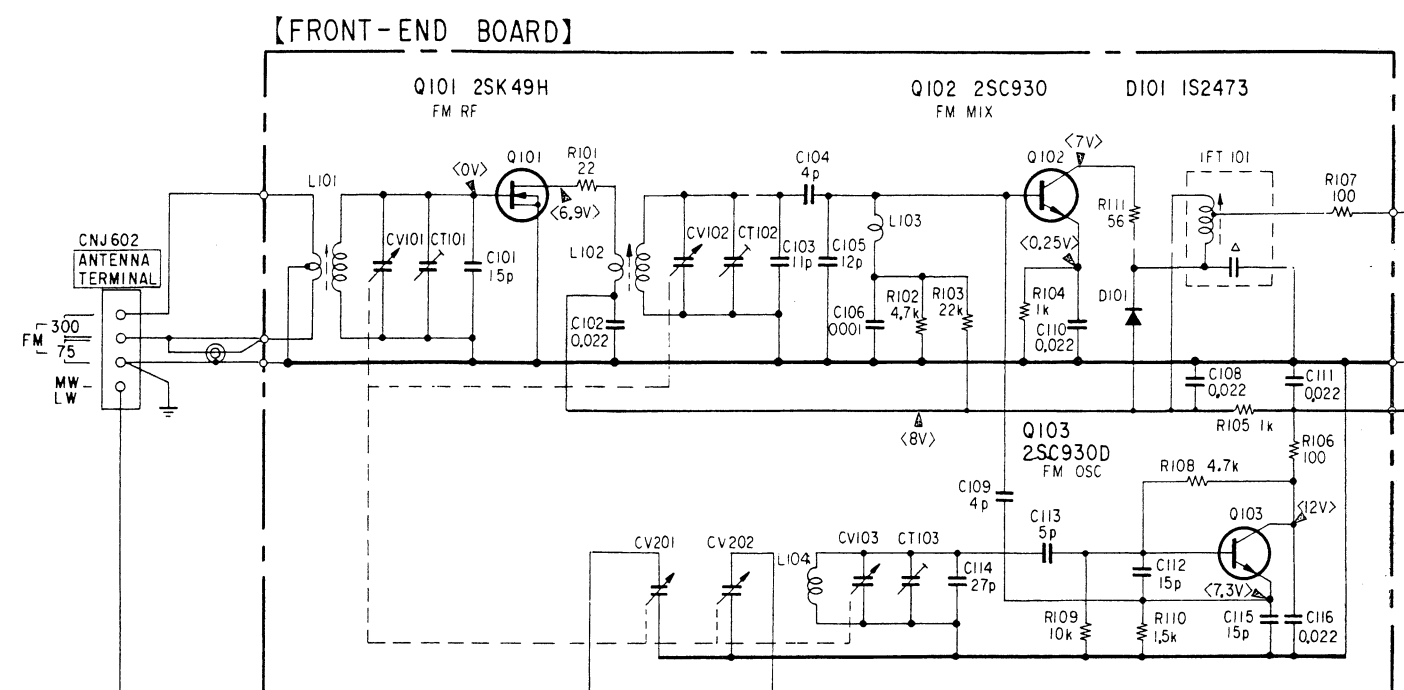 【FRONT-END BOARD】
Q101 2SK49H
FM RF
Q102 2SC930
FM MIX
D101 1S2473
Q101
R101
22
<0V>
<6.9V>
L101
CV101
CT101
C101
15p
L102
C102
0.022
CV102
CT102
C103
11p
C104
4p
C105
12p
L103
C106
0001
R102
4.7k
R103
22k
Q102
<7V>
<0.25V>
R104
1k
C110
0.022
R111
56
D101
IFT 101
△
R107
100
CNJ602
ANTENNA
TERMINAL
FM
300
75
MW
LW
C108
0.022
C111
0.022
<8V>
R105 1k
R106
100
Q103
2SC930D
FM OSC
R108 4.7k
C109
4p
C113
5p
Q103
<12V>
CV201
CV202
L104
CV103
CT103
C114
27p
C112
15p
<7.3V>
R109
10k
R110
1.5k
C115
15p
C116
0.022